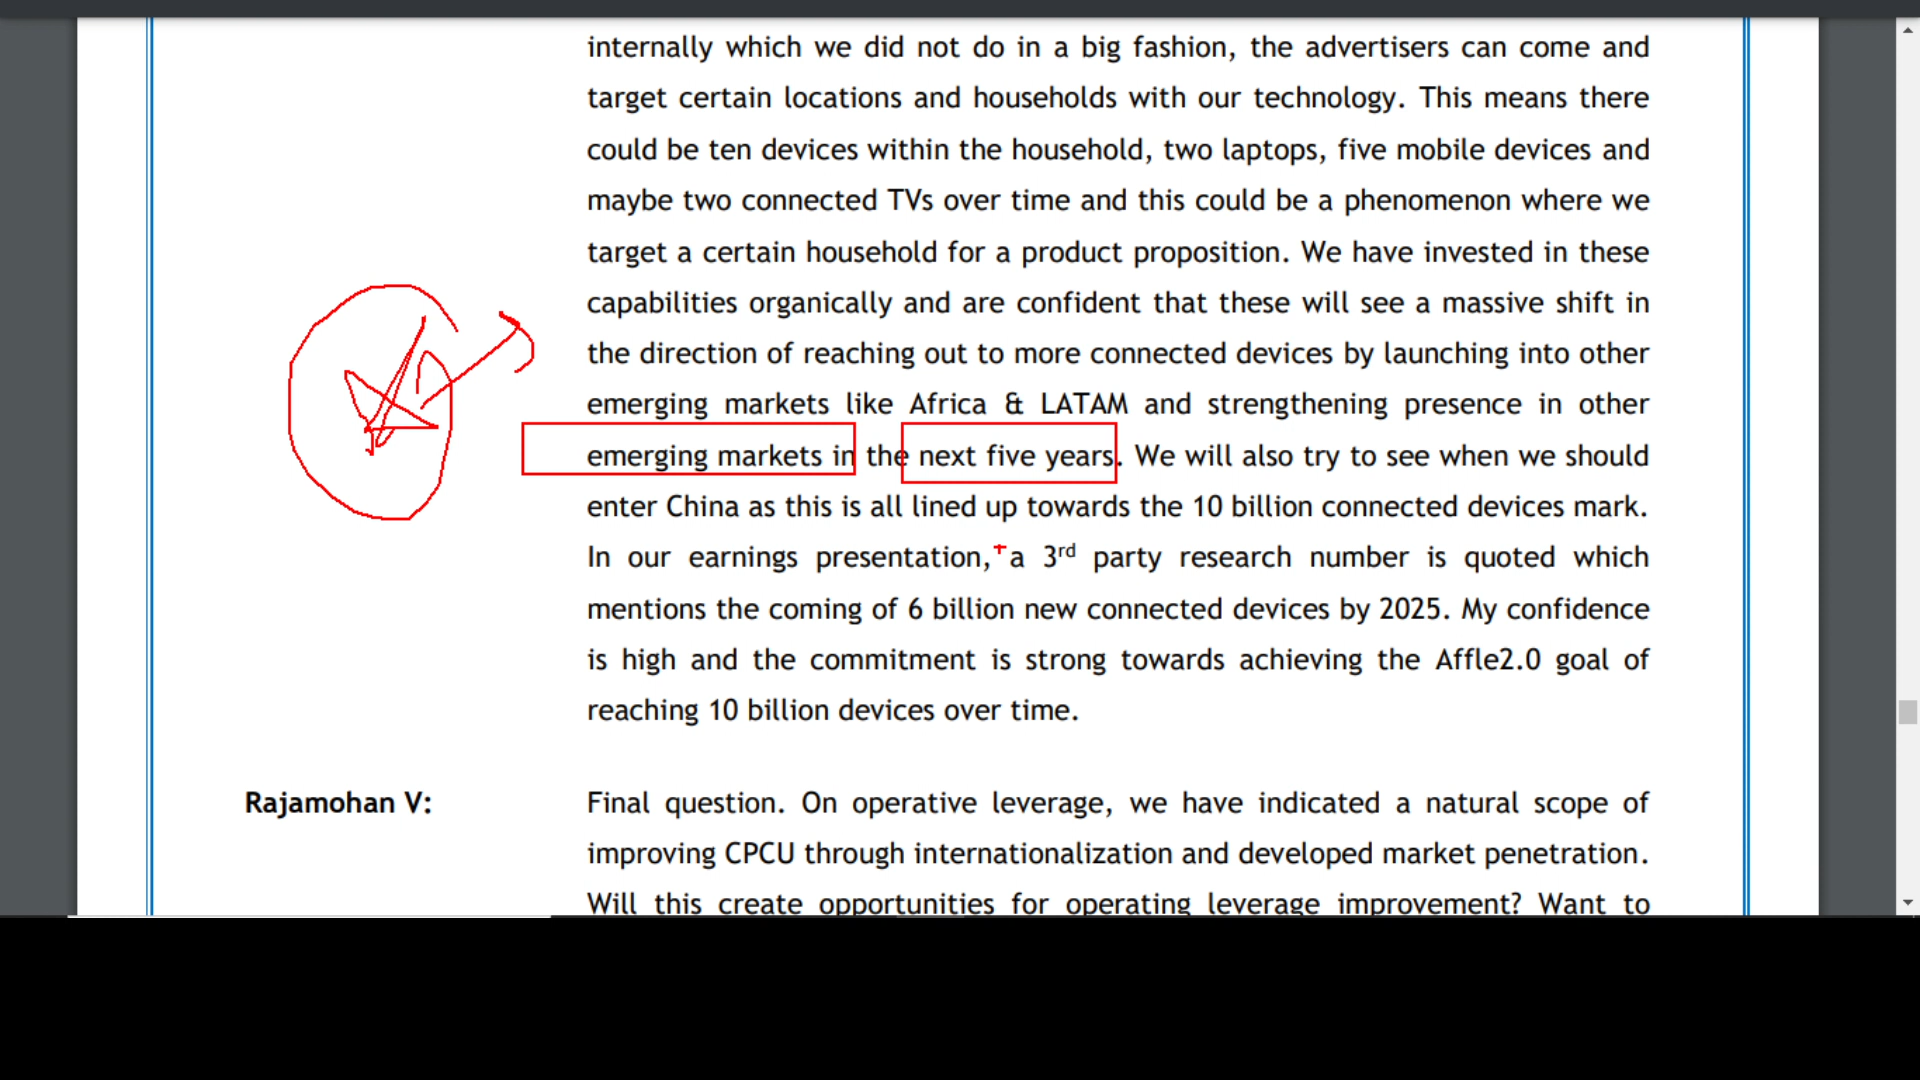 internally which we did not do in a big fashion, the advertisers can come and
target certain locations and households with our technology. This means there
could be ten devices within the household, two laptops, five mobile devices and
maybe two connected TVs over time and this could be a phenomenon where we
target a certain household for a product proposition. We have invested in these
capabilities organically and are confident that these will see a massive shift in
the direction of reaching out to more connected devices by launching into other
emerging markets like Africa & LATAM and strengthening presence in other
emerging markets in the next five years. We will also try to see when we should
enter China as this is all lined up towards the 10 billion connected devices mark.
In our earnings presentation, a 3rd party research number is quoted which
mentions the coming of 6 billion new connected devices by 2025. My confidence
is high and the commitment is strong towards achieving the Affle2.0 goal of
reaching 10 billion devices over time.
Rajamohan V: Final question. On operative leverage, we have indicated a natural scope of
improving CPCU through internationalization and developed market penetration.
Will this create opportunities for operating leverage improvement? Want to